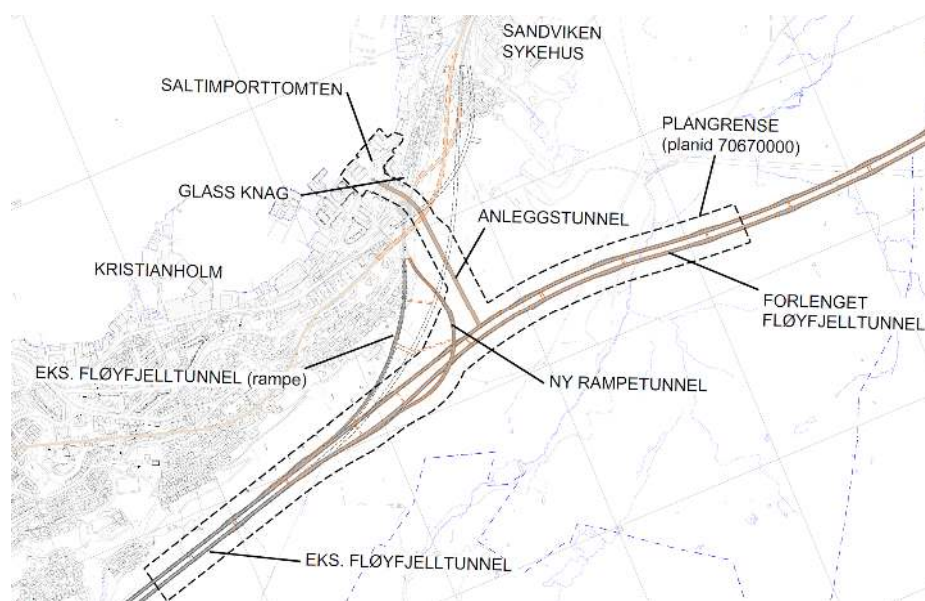 SANDVIKEN
SYKEHUS
SALTIMPORTTOMTEN
PLANGRENSE
(planid 70670000)
GLASS KNAG
ANLEGGSTUNNEL
KRISTIANHOLM
FORLENGET
FLØYFJELLTUNNEL
EKS. FLØYFJELLTUNNEL (rampe)
NY RAMPETUNNEL
EKS. FLØYFJELLTUNNEL